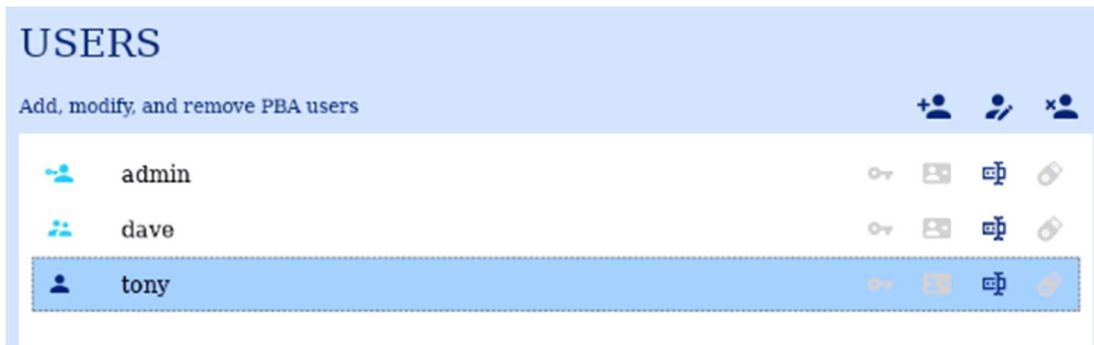 USERS
Add, modify, and remove PBA users
admin
dave
tony